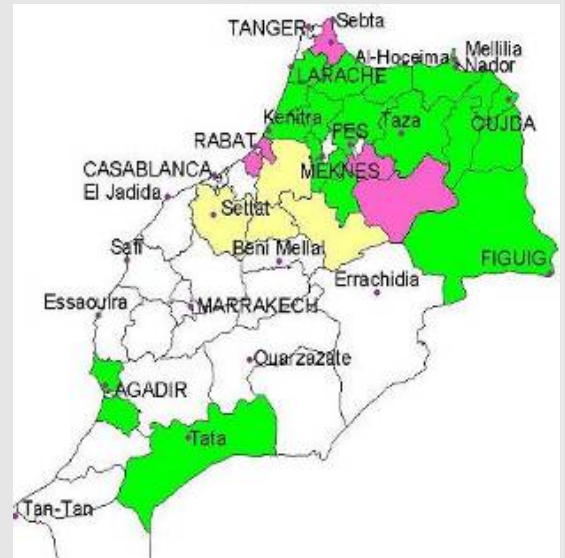 TANGER
Sebta
Al-Hoceima
Mellilia
Nador
LARACHE
Kenitra
FES
Taza
OUJDA
RABAT
MEKNES
CASABLANCA
El Jadida
Settat
Safi
Beni Mellal
FIGUIG
Errachidia
Essaouira
MARRAKECH
Ouarzazate
AGADIR
Tata
Tan-Tan